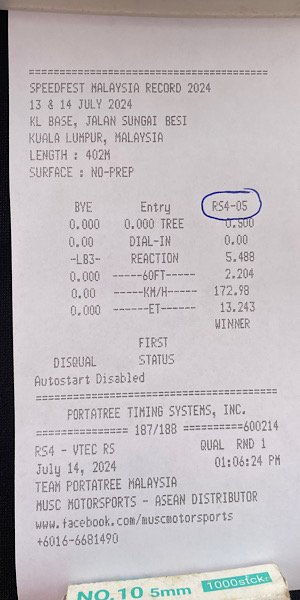 ========================================
SPEEDFEST MALAYSIA RECORD 2024
13 & 14 JULY 2024
KL BASE, JALAN SUNGAI BESI
KUALA LUMPUR, MALAYSIA
LENGTH : 402M
SURFACE : NO-PREP
BYE Entry RS4-05
0.000 0.000 TREE 0.500
0.00 DIAL-IN 0.00
-LB3- REACTION 5.488
0.000 -----60FT----- 2.204
0.00 -----KM/H----- 172.98
0.000 ------ET------ 13.243
WINNER
FIRST
DISQUAL STATUS
Autostart Disabled
========================================
PORTATREE TIMING SYSTEMS, INC.
=============== 187/188 ==========600214
RS4 - VTEC RS QUAL RND 1
July 14, 2024 01:06:24 PM
TEAM PORTATREE MALAYSIA
MUSC MOTORSPORTS - ASEAN DISTRIBUTOR
www.facebook.com/muscmotorsports
+6016-6681490
NO.10 5mm 1000stck.